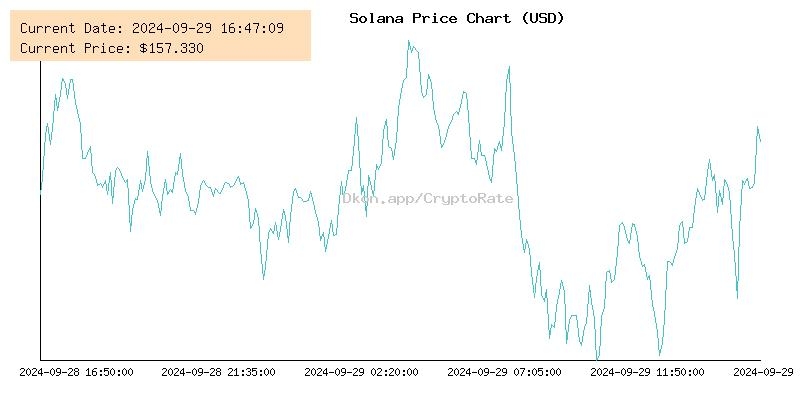 Solana Price Chart (USD)
Current Date: 2024-09-29 16:47:09
Current Price: $157.330
Dkon.app/CryptoRate
2024-09-28 16:50:00
2024-09-28 21:35:00
2024-09-29 02:20:00
2024-09-29 07:05:00
2024-09-29 11:50:00
2024-09-29